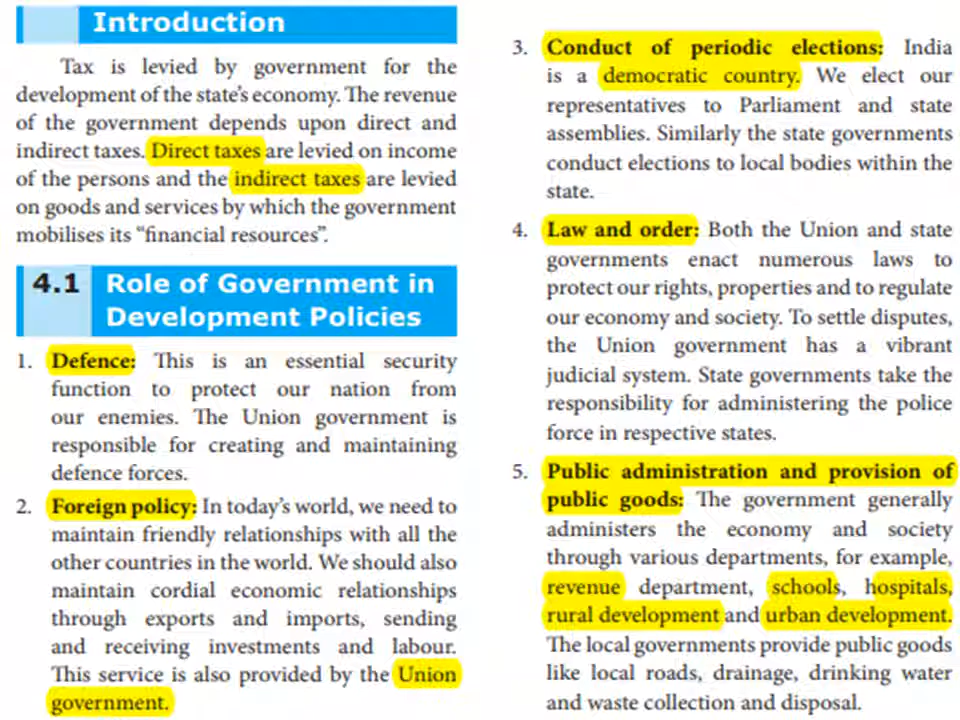 Introduction
Tax is levied by government for the
development of the state's economy. The revenue
of the government depends upon direct and
indirect taxes. Direct taxes are levied on income
of the persons and the indirect taxes are levied
on goods and services by which the government
mobilises its "financial resources".
4.1 Role of Government in
Development Policies
1. Defence: This is an essential security
function to protect our nation from
our enemies. The Union government is
responsible for creating and maintaining
defence forces.
2. Foreign policy: In today's world, we need to
maintain friendly relationships with all the
other countries in the world. We should also
maintain cordial economic relationships
through exports and imports, sending
and receiving investments and labour.
This service is also provided by the Union
government.
3. Conduct of periodic elections: India
is a democratic country. We elect our
representatives to Parliament and state
assemblies. Similarly the state governments
conduct elections to local bodies within the
state.
4. Law and order: Both the Union and state
governments enact numerous laws to
protect our rights, properties and to regulate
our economy and society. To settle disputes,
the Union government has a vibrant
judicial system. State governments take the
responsibility for administering the police
force in respective states.
5. Public administration and provision of
public goods: The government generally
administers the economy and society
through various departments, for example,
revenue department, schools, hospitals,
rural development and urban development.
The local governments provide public goods
like local roads, drainage, drinking water
and waste collection and disposal.